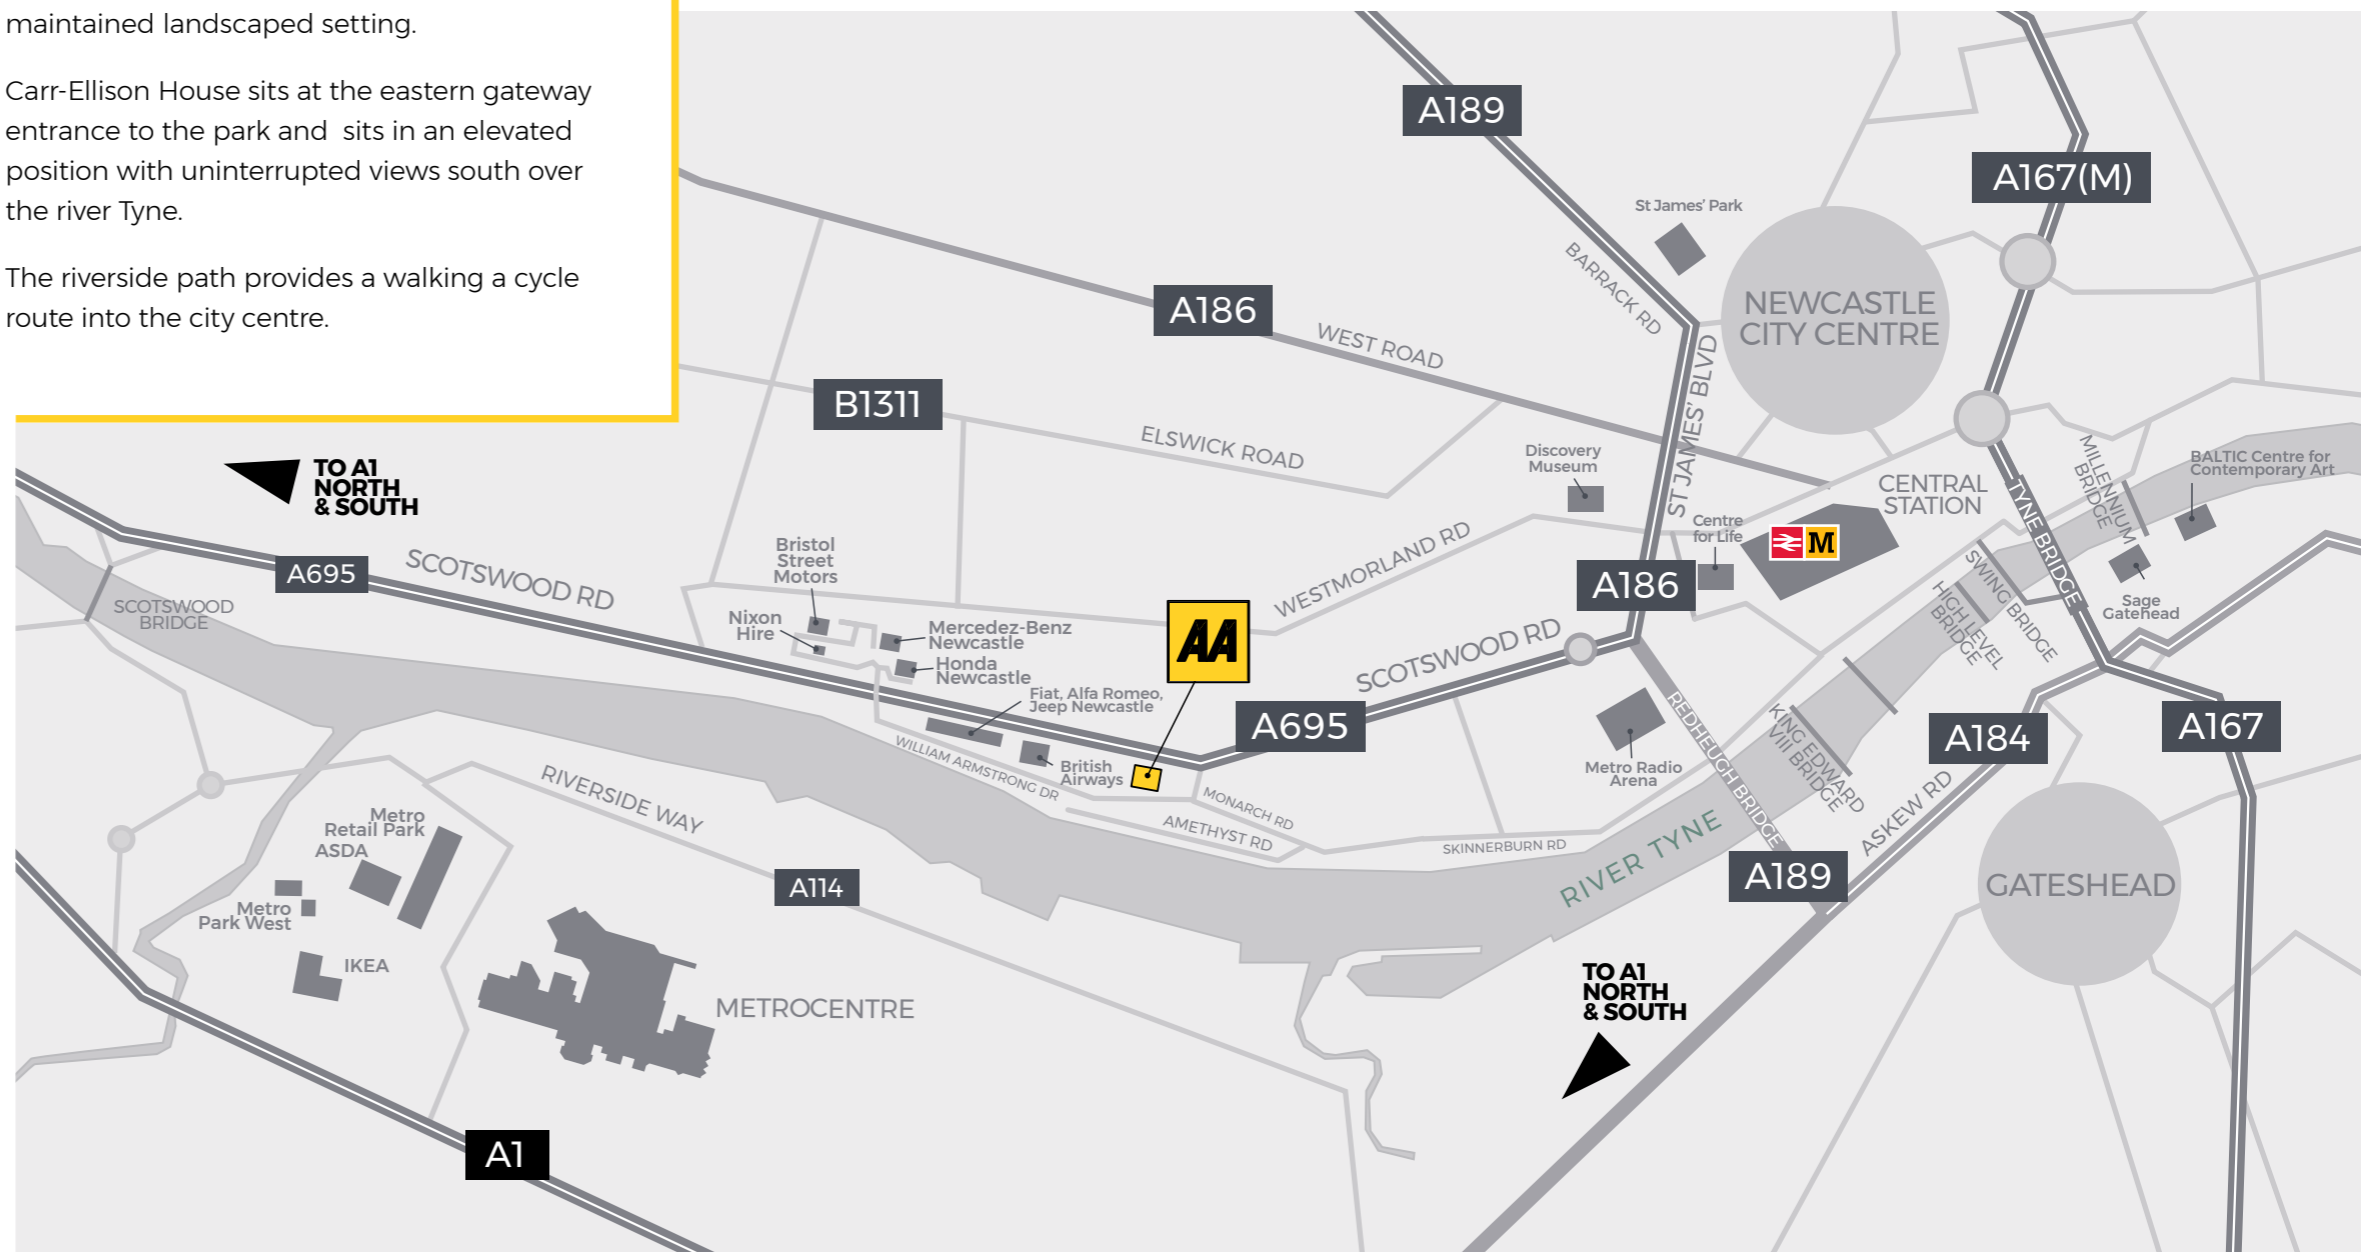 maintained landscaped setting.
Carr-Ellison House sits at the eastern gateway
entrance to the park and  sits in an elevated
position with uninterrupted views south over
the river Tyne.
The riverside path provides a walking a cycle
route into the city centre.
A189
A167(M)
St James' Park
BARRACK RD
NEWCASTLE
CITY CENTRE
A186
WEST ROAD
ST JAMES' BLVD
B1311
ELSWICK ROAD
TO A1
NORTH
& SOUTH
Discovery
Museum
CENTRAL
STATION
MILLENNIUM
BRIDGE
BALTIC Centre for
Contemporary Art
Centre
for Life
M
TYNE BRIDGE
A695
SCOTSWOOD RD
Bristol
Street
Motors
WESTMORLAND RD
A186
SWING BRIDGE
HIGH LEVEL
BRIDGE
Sage
Gatehead
SCOTSWOOD
BRIDGE
Nixon
Hire
Mercedez-Benz
Newcastle
Honda
Newcastle
AA
SCOTSWOOD RD
Fiat, Alfa Romeo,
Jeep Newcastle
A695
REDHEUGH BRIDGE
KING EDWARD
VIII BRIDGE
A184
A167
WILLIAM ARMSTRONG DR
British
Airways
Metro Radio
Arena
RIVERSIDE WAY
MONARCH RD
AMETHYST RD
SKINNERBURN RD
RIVER TYNE
ASKEW RD
Metro
Retail Park
ASDA
A114
A189
GATESHEAD
Metro
Park West
IKEA
METROCENTRE
TO A1
NORTH
& SOUTH
A1